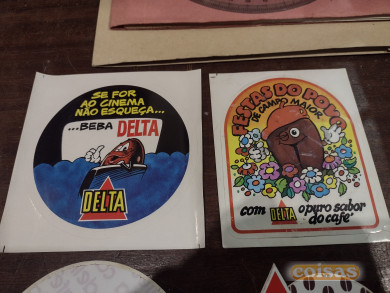 SE FOR
AO CINEMA
NÃO ESQUEÇA...
...BEBA DELTA
DELTA
FESTAS DO POVO
DE CAMPO MAIOR
com DELTA o puro sabor
do café
coisas